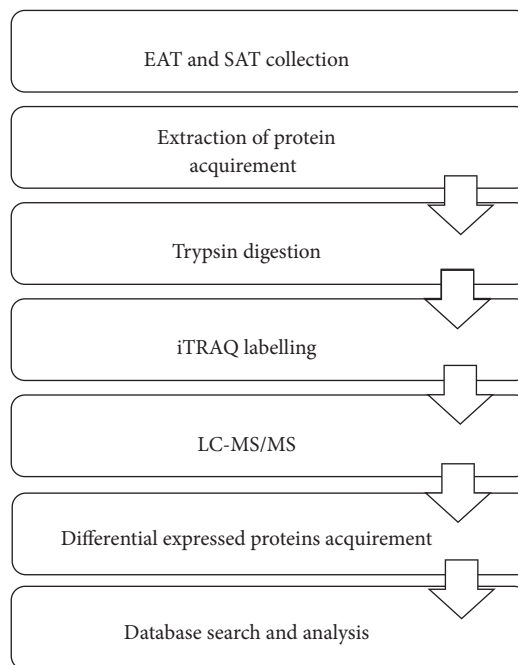 EAT and SAT collection
Extraction of protein
acquirement
Trypsin digestion
iTRAQ labelling
LC-MS/MS
Differential expressed proteins acquirement
Database search and analysis